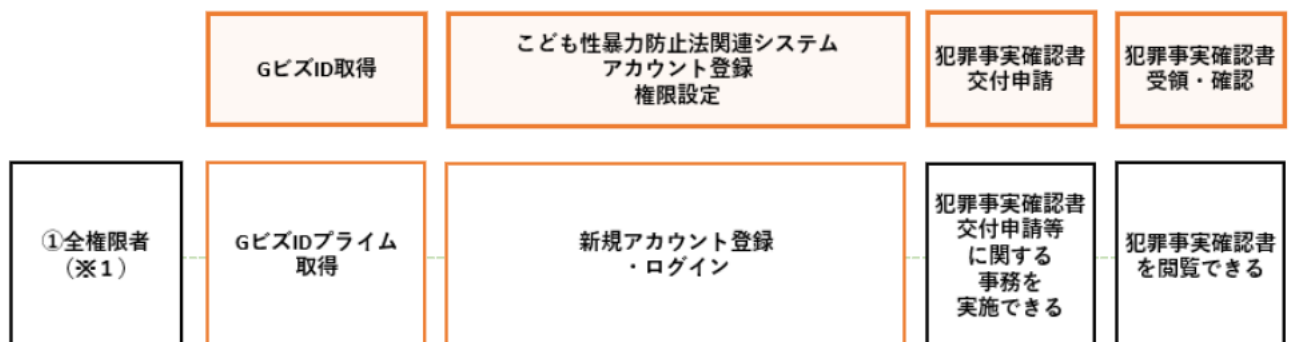 GビズID取得
こども性暴力防止法関連システム
アカウント登録
権限設定
犯罪事実確認書
交付申請
犯罪事実確認書
受領・確認
①全権限者
（※１）
GビズIDプライム
取得
新規アカウント登録
・ログイン
犯罪事実確認書
交付申請等
に関する
事務を
実施できる
犯罪事実確認書
を閲覧できる